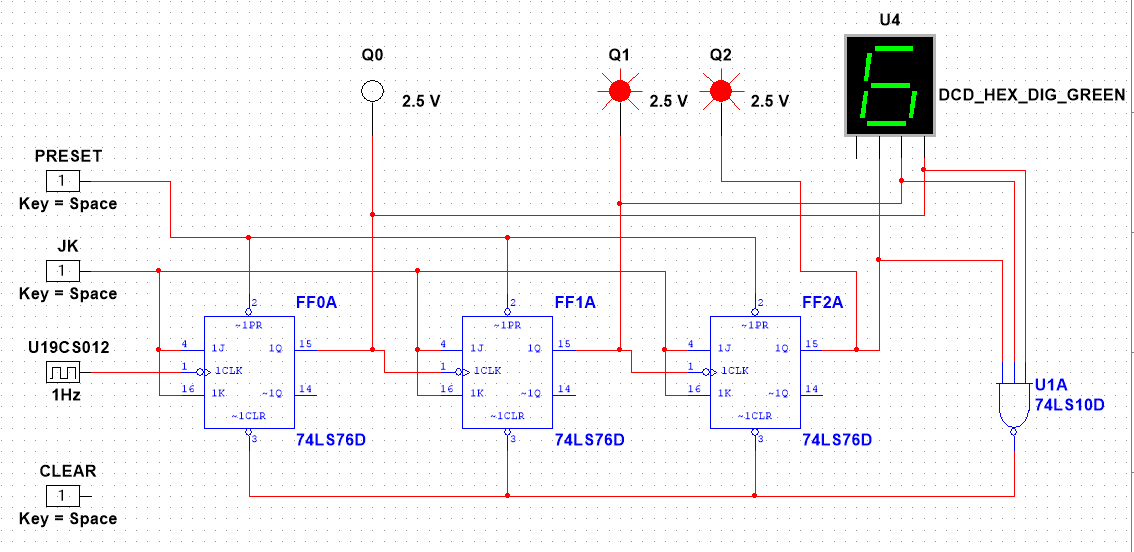 U4
Q0
Q1
Q2
2.5 V
2.5 V
2.5 V
DCD_HEX_DIG_GREEN
6
PRESET
1
Key = Space
JK
1
Key = Space
U19CS012
1Hz
CLEAR
1
Key = Space
FF0A
2
~1PR
4
1J
1Q
15
1
1CLK
16
1K
~1Q
14
~1CLR
3
74LS76D
FF1A
2
~1PR
4
1J
1Q
15
1
1CLK
16
1K
~1Q
14
~1CLR
3
74LS76D
FF2A
2
~1PR
4
1J
1Q
15
1
1CLK
16
1K
~1Q
14
~1CLR
3
74LS76D
U1A
74LS10D